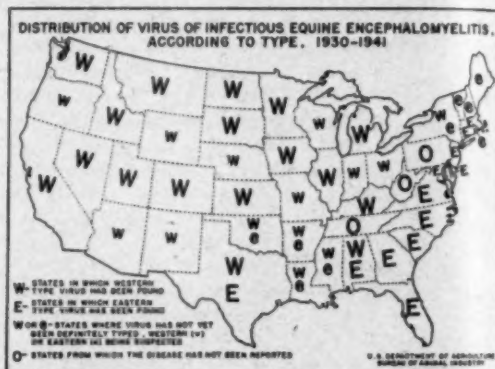 DISTRIBUTION OF VIRUS OF INFECTIOUS EQUINE ENCEPHALOMYELITIS,
ACCORDING TO TYPE, 1930-1941
W
W
W
W
e
w
W
w
W
W
w
W
w
e
e
E
W
W
W
w
W
w
w
W
w
w
O
E
W
W
W
W
w
W
O
E
E
E
w
w
w
e
w
e
O
E
W
E
w
e
w
e
W
E
E
E
E
W- STATES IN WHICH WESTERN
TYPE VIRUS HAS BEEN FOUND
E- STATES IN WHICH EASTERN
TYPE VIRUS HAS BEEN FOUND
W OR e- STATES WHERE VIRUS HAS NOT YET
BEEN DEFINITELY TYPED, WESTERN (w)
OR EASTERN (e) BEING SUSPECTED
O- STATES FROM WHICH THE DISEASE HAS NOT BEEN REPORTED
U.S. DEPARTMENT OF AGRICULTURE
BUREAU OF ANIMAL INDUSTRY